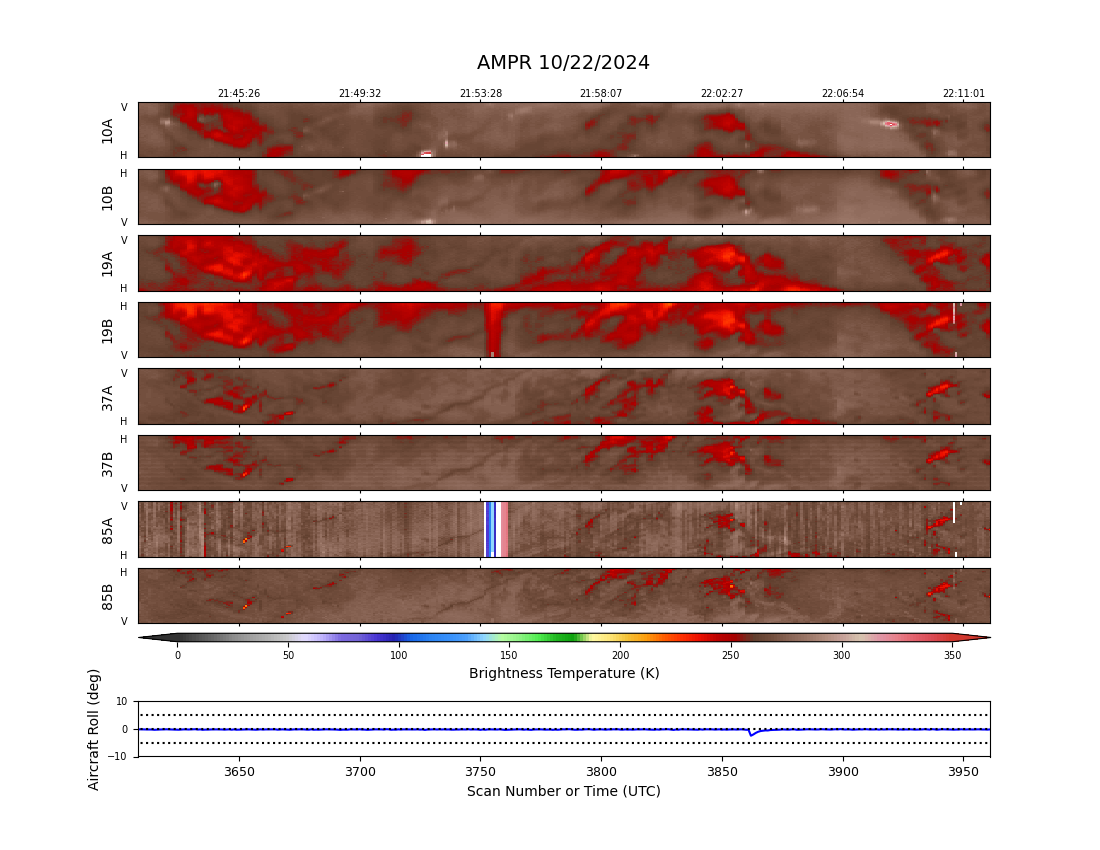 AMPR 10/22/2024
21:45:26 21:49:32 21:53:28 21:58:07 22:02:27 22:06:54 22:11:01
V
10A
H
H
10B
V
V
19A
H
H
19B
V
V
37A
H
H
37B
V
V
85A
H
H
85B
V
0 50 100 150 200 250 300 350
Brightness Temperature (K)
Aircraft Roll (deg)
10
0
−10
3650 3700 3750 3800 3850 3900 3950
Scan Number or Time (UTC)